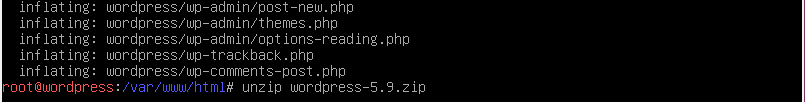 inflating: wordpress/wp-admin/post-new.php
inflating: wordpress/wp-admin/themes.php
inflating: wordpress/wp-admin/options-reading.php
inflating: wordpress/wp-trackback.php
inflating: wordpress/wp-comments-post.php
root@wordpress:/var/www/html# unzip wordpress-5.9.zip